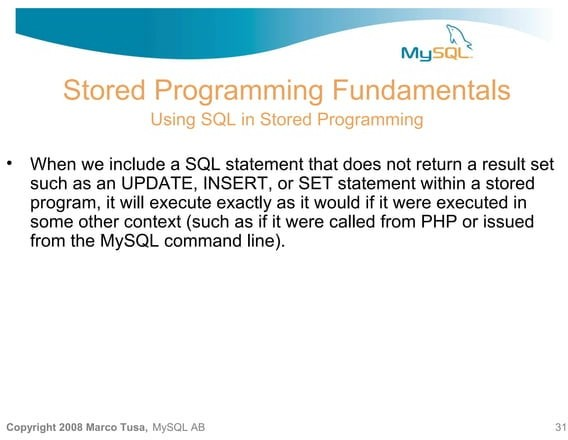 MySQL
Stored Programming Fundamentals
Using SQL in Stored Programming
• When we include a SQL statement that does not return a result set
such as an UPDATE, INSERT, or SET statement within a stored
program, it will execute exactly as it would if it were executed in
some other context (such as if it were called from PHP or issued
from the MySQL command line).
Copyright 2008 Marco Tusa, MySQL AB
31